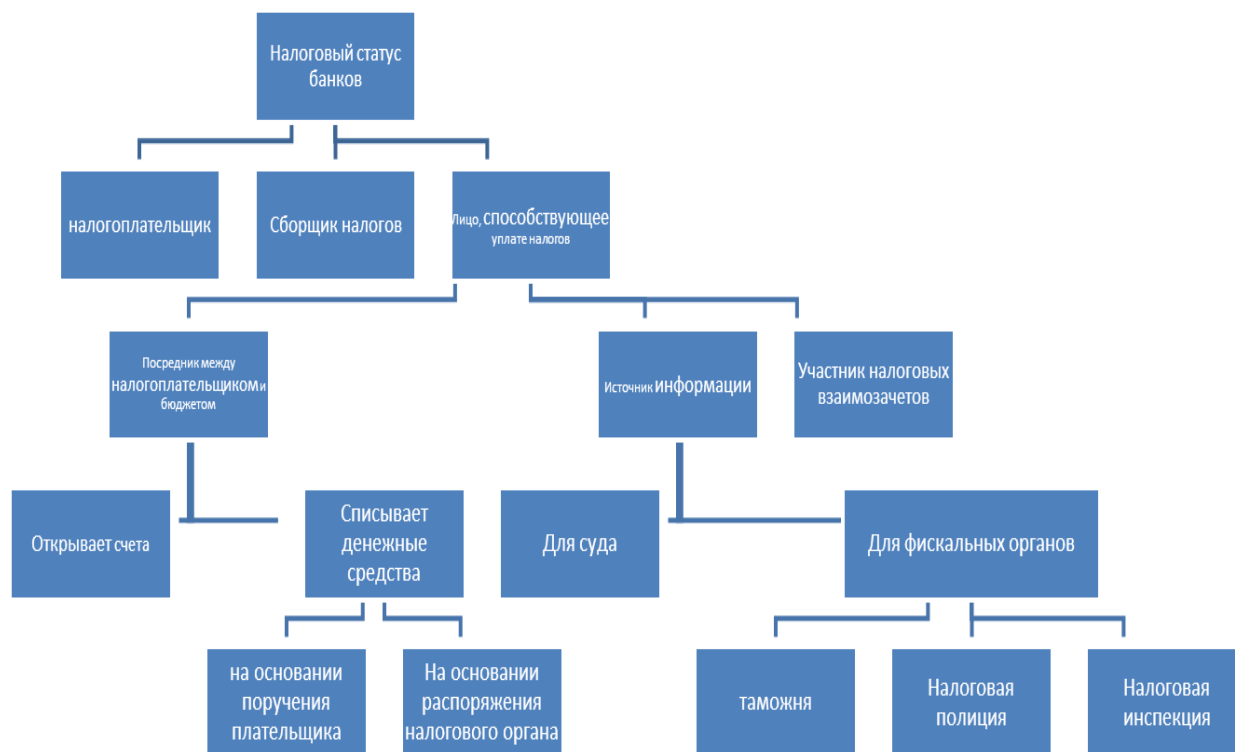 Налоговый статус
банков
налогоплательщик
Сборщик налогов
Лицо, способствующее
уплате налогов
Посредник между
налогоплательщиком и
бюджетом
Источник информации
Участник налоговых
взаимозачетов
Открывает счета
Списывает
денежные
средства
Для суда
Для фискальных органов
на основании
поручения
плательщика
На основании
распоряжения
налогового органа
таможня
Налоговая
полиция
Налоговая
инспекция